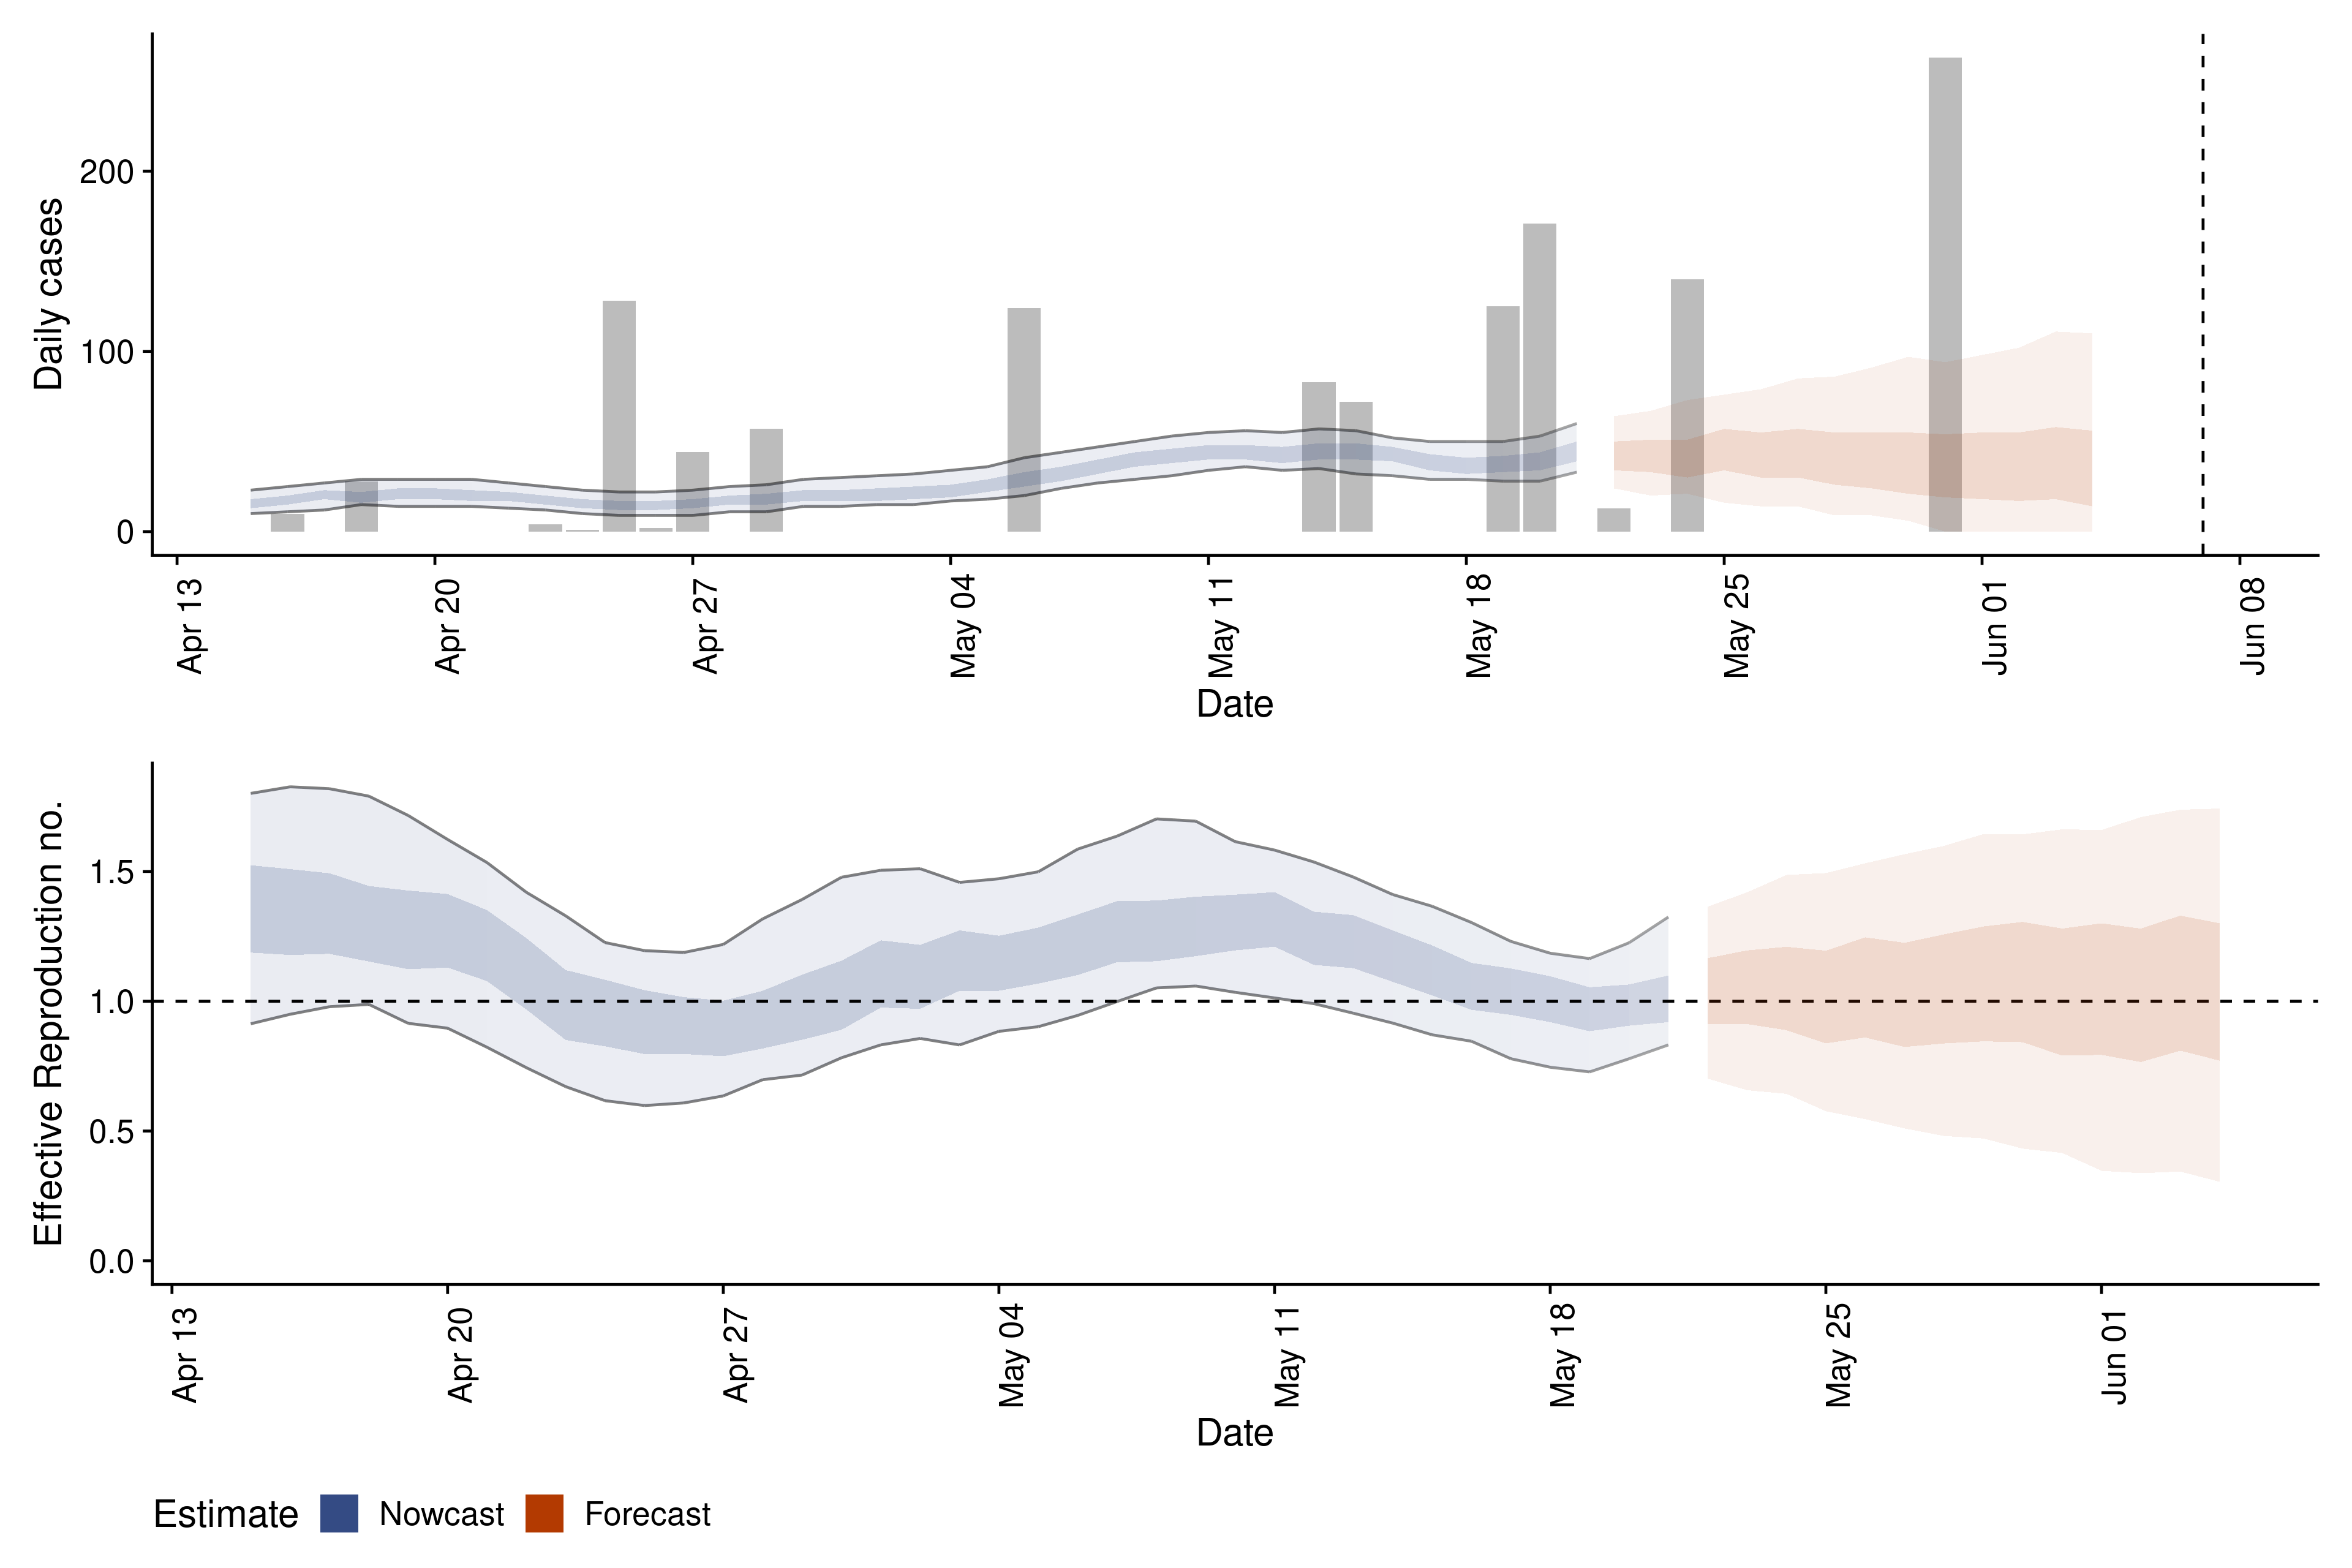 Daily cases
200
100
0
Apr 13
Apr 20
Apr 27
May 04
May 11
May 18
May 25
Jun 01
Jun 08
Date
Effective Reproduction no.
1.5
1.0
0.5
0.0
Apr 13
Apr 20
Apr 27
May 04
May 11
May 18
May 25
Jun 01
Date
Estimate Nowcast Forecast